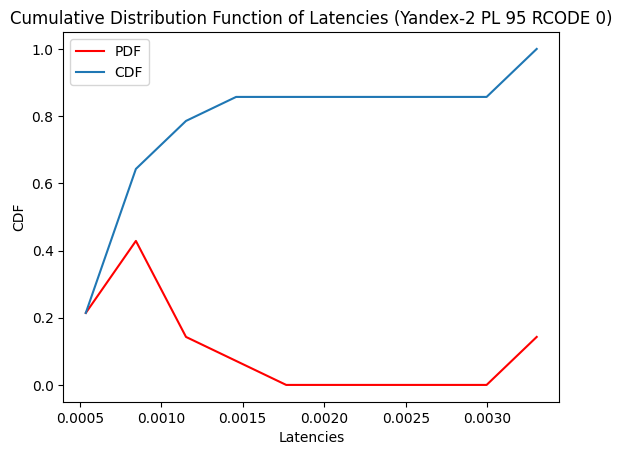 Cumulative Distribution Function of Latencies (Yandex-2 PL 95 RCODE 0)
PDF
CDF
1.0
0.8
0.6
0.4
0.2
0.0
CDF
0.0005
0.0010
0.0015
0.0020
0.0025
0.0030
Latencies